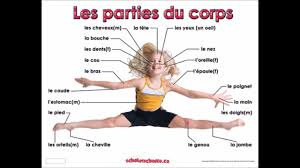 Les parties du corps
les cheveux(m)
la tête
les yeux (un oeil)
la bouche
les dents(f)
le nez
le cou
l'oreille(f)
le bras
l'épaule(f)
le poignet
le coude
l'estomac(m)
la main
le pied
les doigts(m)
les orteils(m)
la cheville
le genou
la jambe